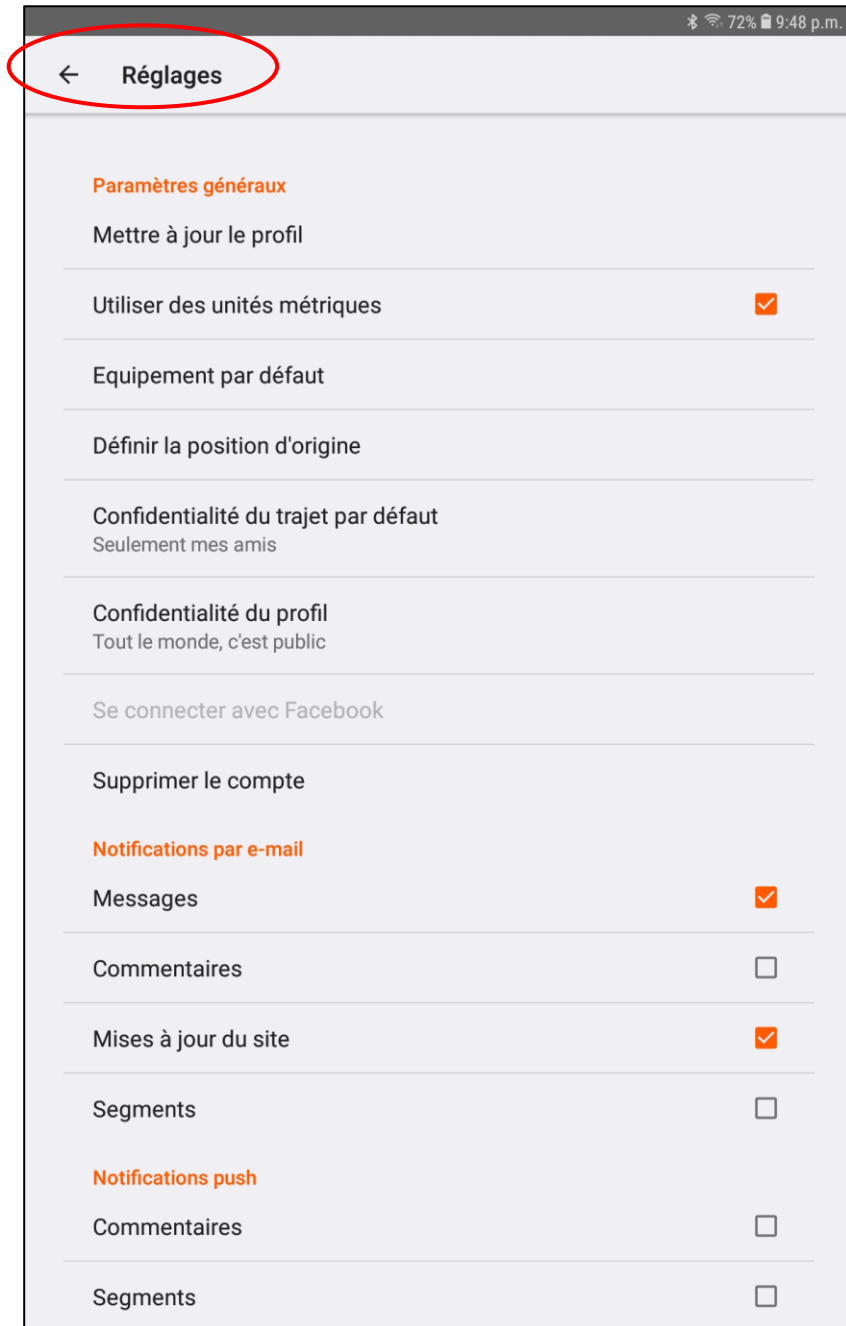 72% 9:48 p.m.
Réglages
Paramètres généraux
Mettre à jour le profil
Utiliser des unités métriques
Equipement par défaut
Définir la position d'origine
Confidentialité du trajet par défaut
Seulement mes amis
Confidentialité du profil
Tout le monde, c'est public
Se connecter avec Facebook
Supprimer le compte
Notifications par e-mail
Messages
Commentaires
Mises à jour du site
Segments
Notifications push
Commentaires
Segments